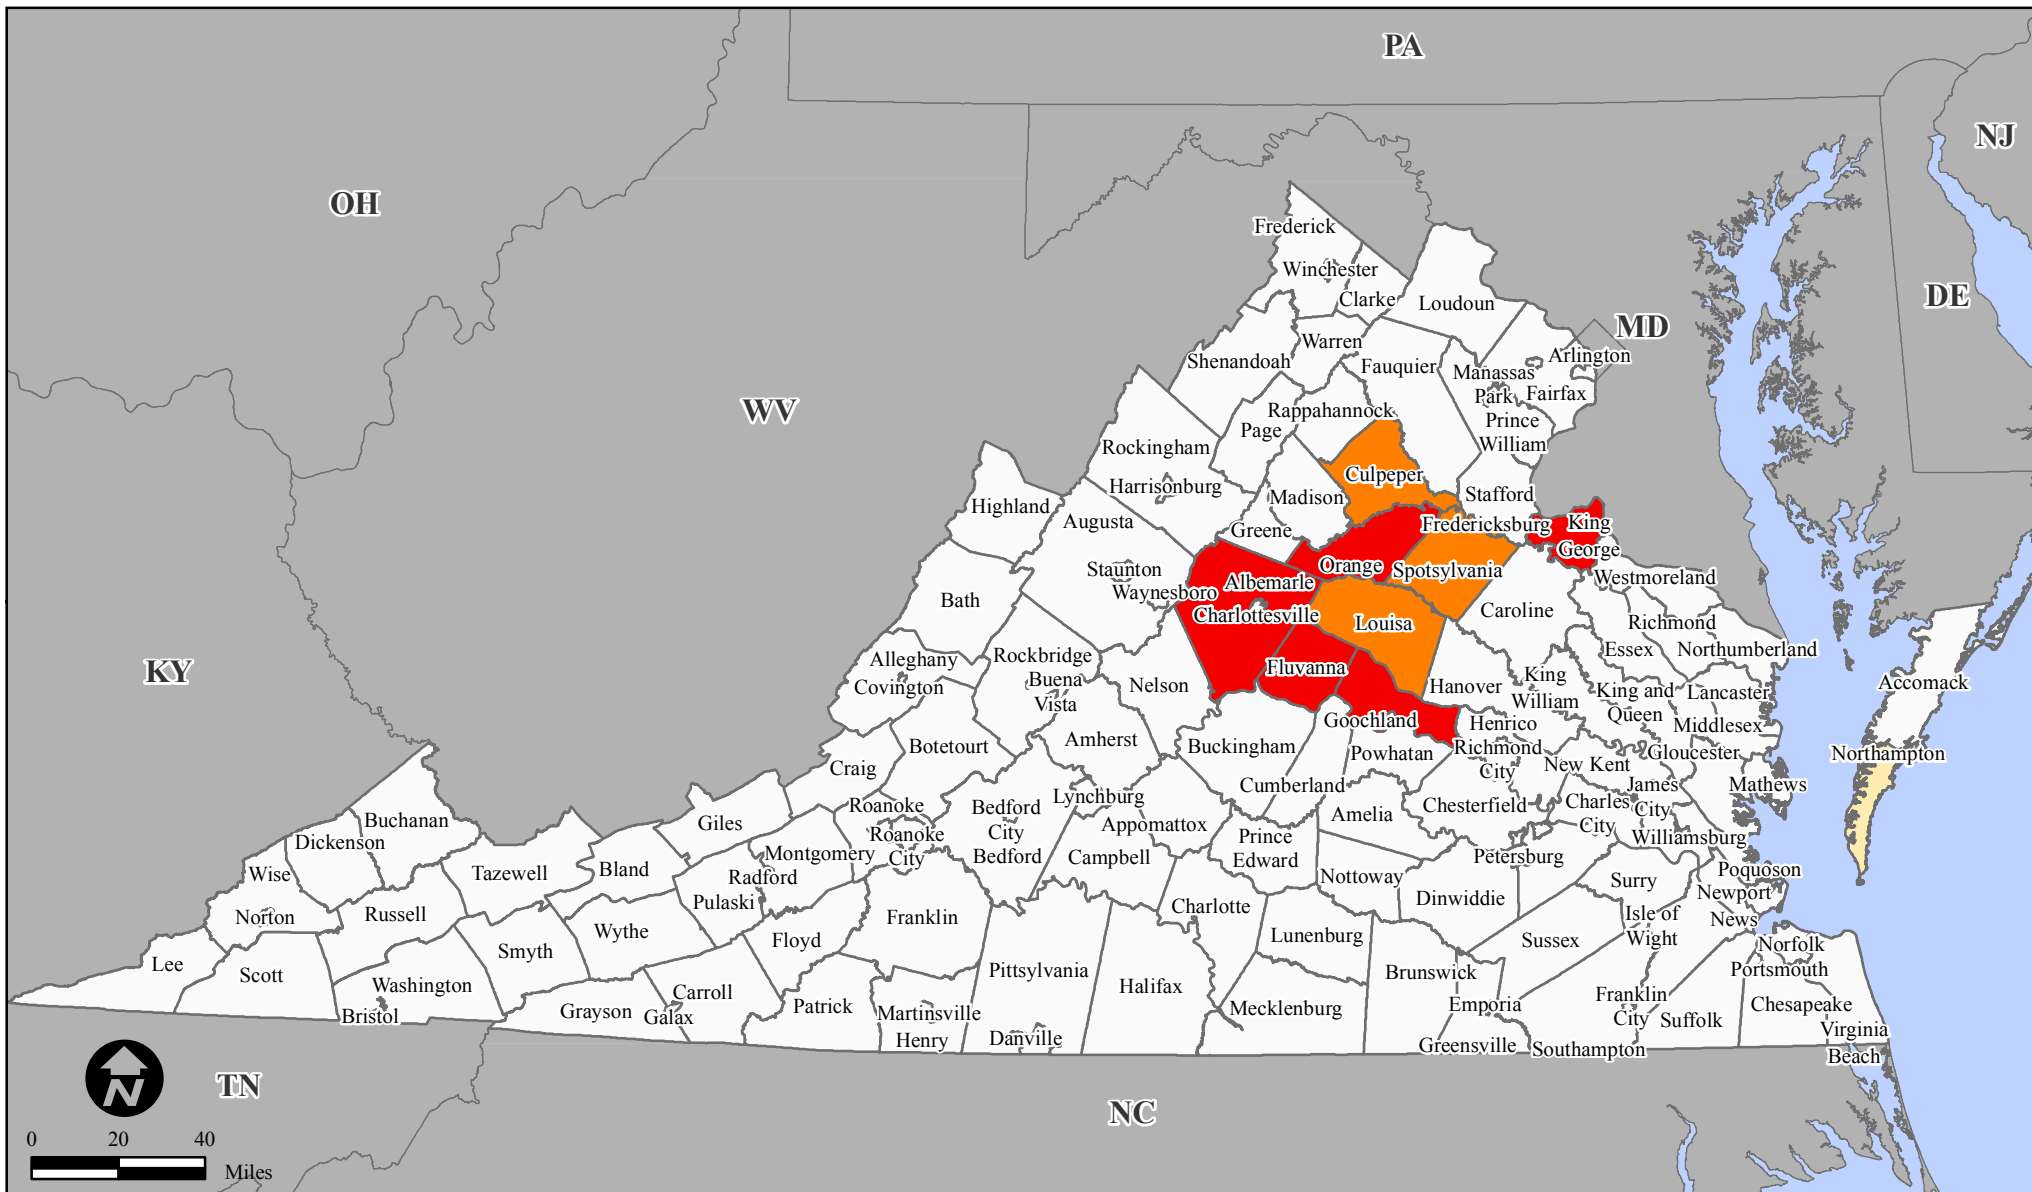 PA
NJ
OH
Frederick
Winchester
Clarke
Loudoun
DE
MD
Warren
Arlington
Shenandoah
Fauquier
Manassas
Park
Fairfax
WV
Rappahannock
Page
Prince
William
Rockingham
Culpeper
Harrisonburg
Madison
Stafford
Highland
Augusta
Greene
Fredericksburg
King
George
Orange
Spotsylvania
Staunton
Albemarle
Westmoreland
Waynesboro
Bath
Charlottesville
Louisa
Caroline
Richmond
Essex
Northumberland
KY
Alleghany
Rockbridge
Fluvanna
Covington
Buena
Vista
Nelson
Hanover
King
William
King and
Queen
Lancaster
Accomack
Goochland
Henrico
Middlesex
Botetourt
Amherst
Buckingham
Powhatan
Richmond
City
Gloucester
Northampton
Craig
New Kent
Cumberland
James
City
Mathews
Roanoke
Bedford
City
Lynchburg
Chesterfield
Charles
City
Buchanan
Giles
Amelia
Appomattox
Roanoke
City
Prince
Edward
Williamsburg
Dickenson
Montgomery
Bedford
Campbell
Petersburg
Wise
Tazewell
Bland
Radford
Nottoway
Poquoson
Surry
Pulaski
Dinwiddie
Newport
News
Norton
Russell
Franklin
Charlotte
Isle of
Wight
Wythe
Floyd
Lunenburg
Sussex
Norfolk
Smyth
Lee
Scott
Pittsylvania
Brunswick
Portsmouth
Washington
Halifax
Carroll
Patrick
Franklin
City
Emporia
Chesapeake
Mecklenburg
Bristol
Grayson
Galax
Martinsville
Suffolk
Virginia
Beach
Henry
Danville
Greensville
Southampton
N
TN
NC
0 20 40
Miles